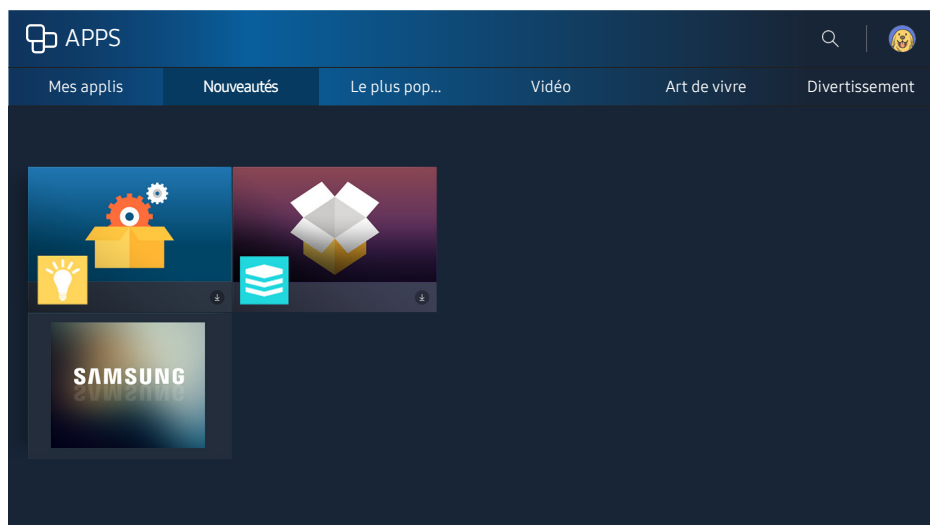 APPS
Mes applis
Nouveautés
Le plus pop...
Vidéo
Art de vivre
Divertissement
SAMSUNG